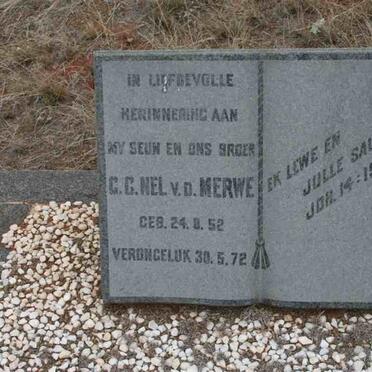 IN LIEFDEVOLLE
HERINNERING AAN
MY SEUN EN ONS BROER
C.C. NEL V.D. MERWE
GEB. 24.8.52
VERONGELUK 30.5.72
EK LEWE EN
JULLE SAL
JOH. 14:19